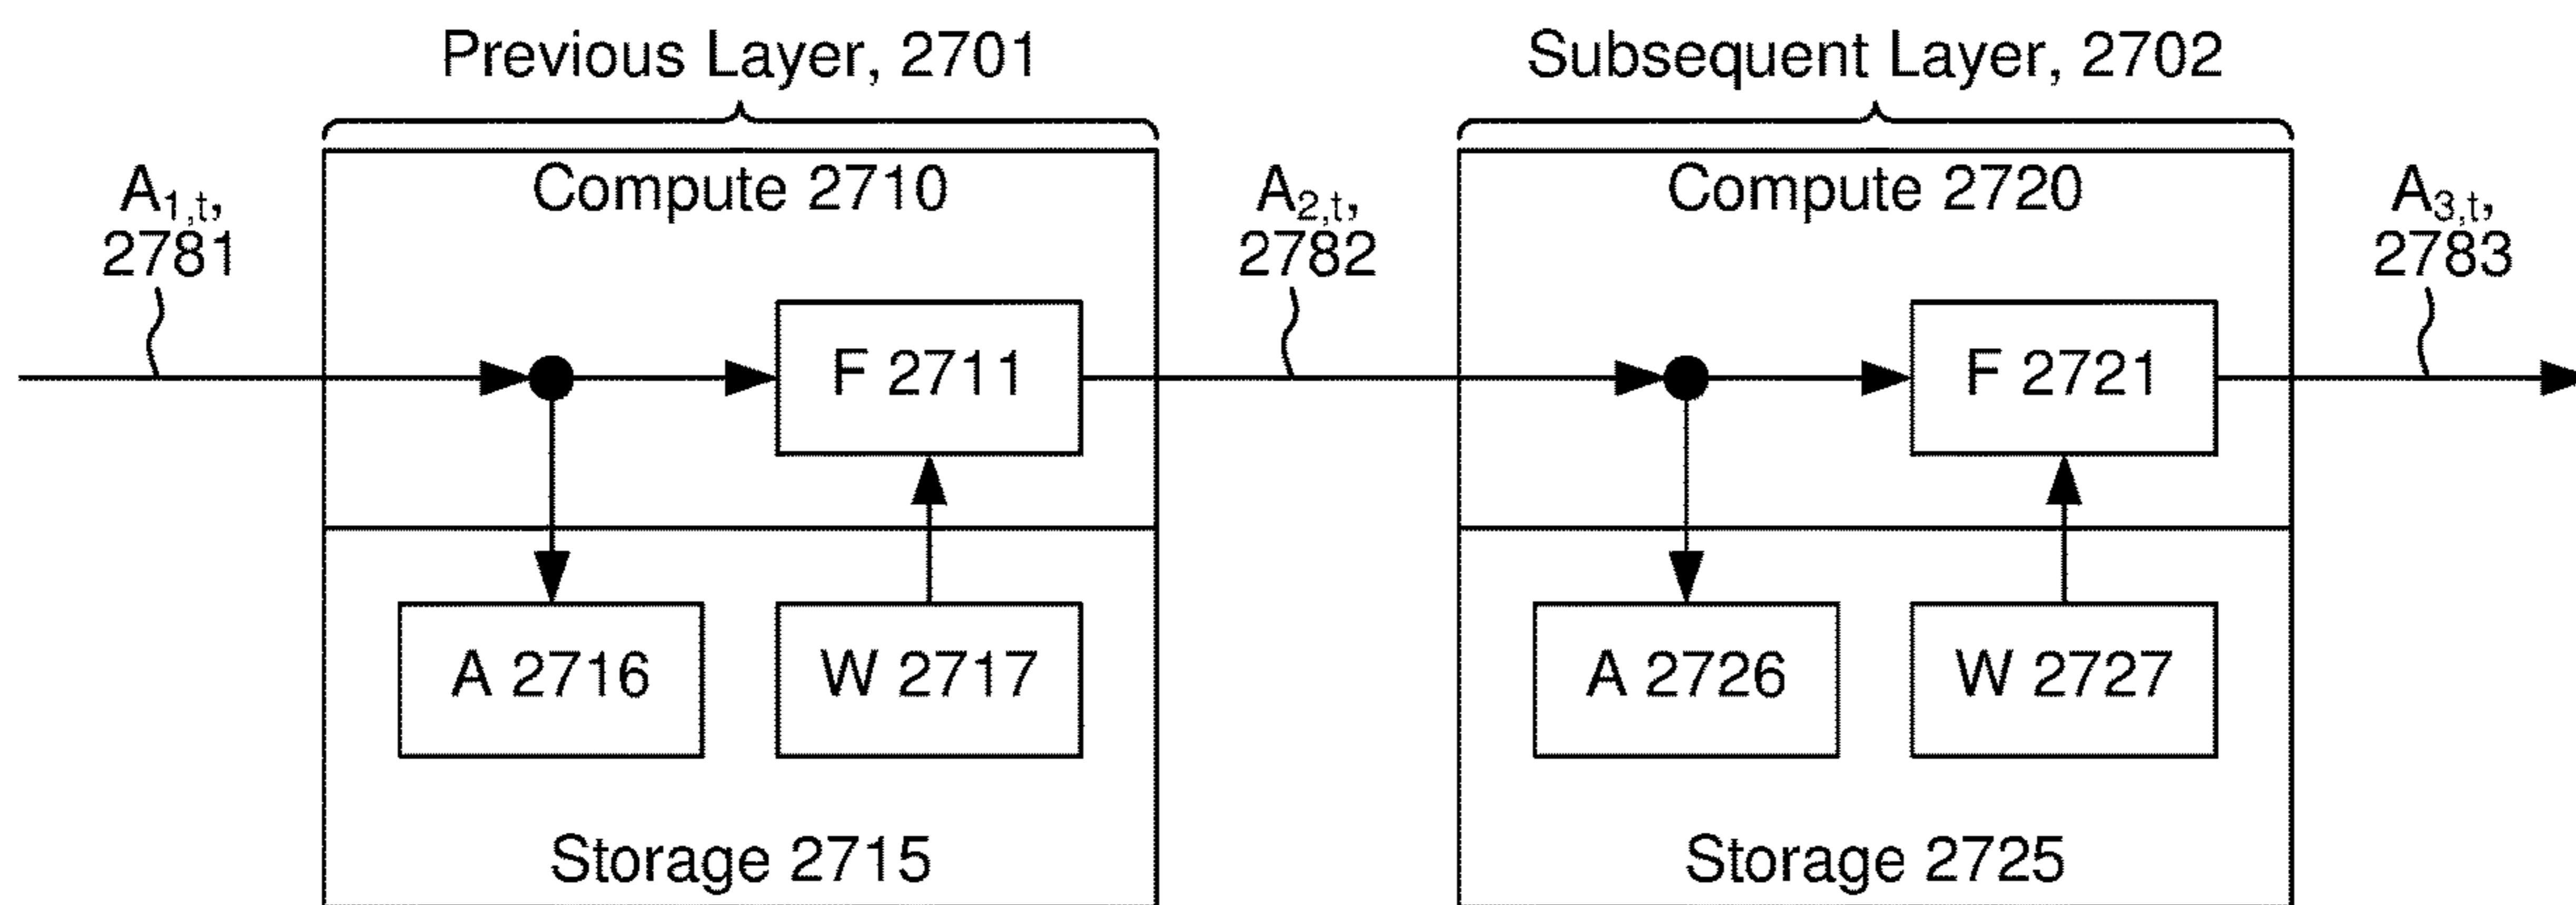 Previous Layer, 2701
Subsequent Layer, 2702
A1,t,
2781
Compute 2710
A2,t,
2782
Compute 2720
A3,t,
2783
F 2711
F 2721
A 2716
W 2717
A 2726
W 2727
Storage 2715
Storage 2725